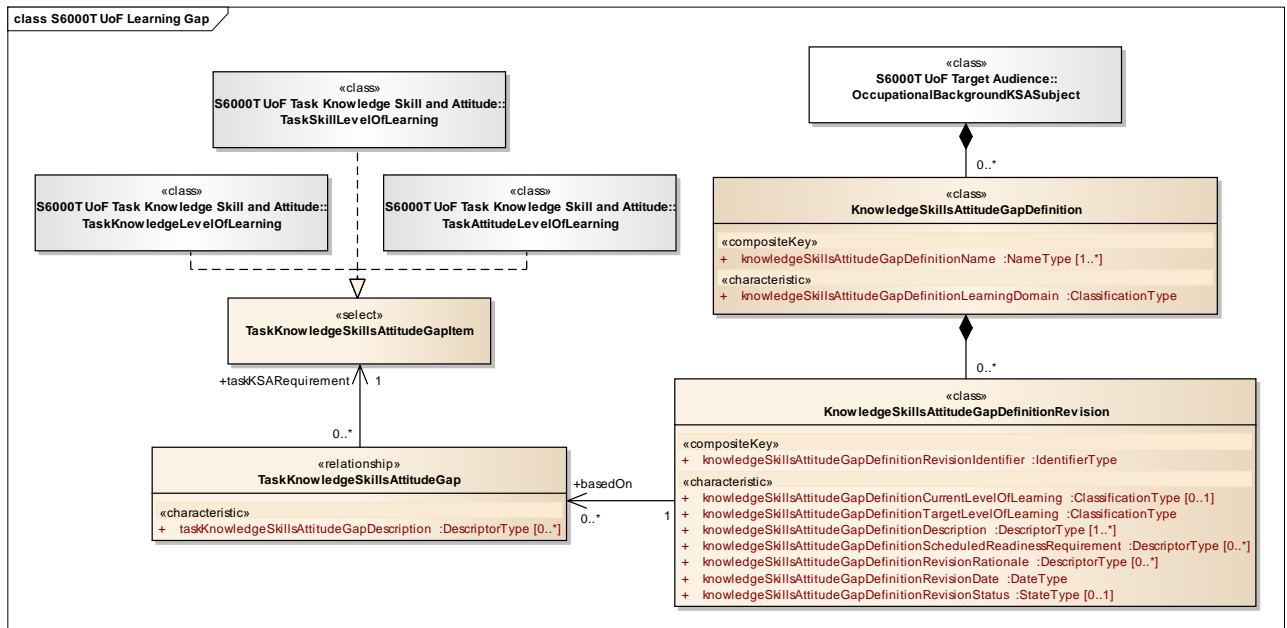 class S6000T UoF Learning Gap
«class»
S6000T UoF Task Knowledge Skill and Attitude::
TaskSkillLevelOfLearning
«class»
S6000T UoF Target Audience::
OccupationalBackgroundKSASubject
0..*
«class»
S6000T UoF Task Knowledge Skill and Attitude::
TaskKnowledgeLevelOfLearning
«class»
S6000T UoF Task Knowledge Skill and Attitude::
TaskAttitudeLevelOfLearning
«class»
KnowledgeSkillsAttitudeGapDefinition
«compositeKey»
+ knowledgeSkillsAttitudeGapDefinitionName :NameType [1..*]
«characteristic»
+ knowledgeSkillsAttitudeGapDefinitionLearningDomain :ClassificationType
«select»
TaskKnowledgeSkillsAttitudeGapItem
+taskKSARequirement
1
0..*
0..*
«class»
KnowledgeSkillsAttitudeGapDefinitionRevision
«compositeKey»
+ knowledgeSkillsAttitudeGapDefinitionRevisionIdentifier :IdentifierType
«characteristic»
+ knowledgeSkillsAttitudeGapDefinitionCurrentLevelOfLearning :ClassificationType [0..1]
+ knowledgeSkillsAttitudeGapDefinitionTargetLevelOfLearning :ClassificationType
+ knowledgeSkillsAttitudeGapDefinitionDescription :DescriptorType [1..*]
+ knowledgeSkillsAttitudeGapDefinitionScheduledReadinessRequirement :DescriptorType [0..*]
+ knowledgeSkillsAttitudeGapDefinitionRevisionRationale :DescriptorType [0..*]
+ knowledgeSkillsAttitudeGapDefinitionRevisionDate :DateType
+ knowledgeSkillsAttitudeGapDefinitionRevisionStatus :StateType [0..1]
«relationship»
TaskKnowledgeSkillsAttitudeGap
«characteristic»
+ taskKnowledgeSkillsAttitudeGapDescription :DescriptorType [0..*]
+basedOn
0..*
1